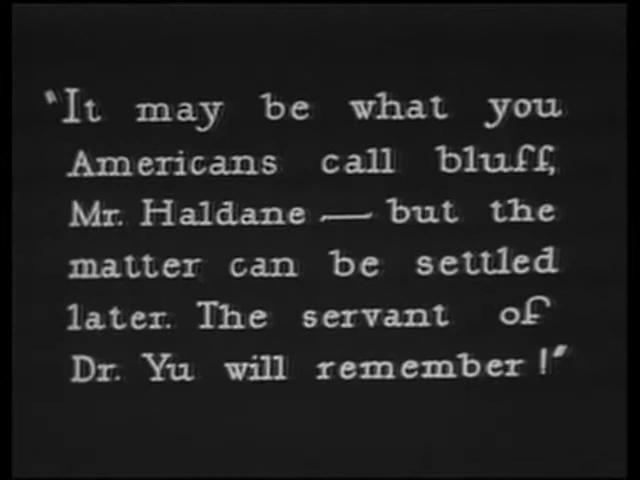 "It may be what you
Americans call bluff,
Mr. Haldane — but the
matter can be settled
later. The servant of
Dr. Yu will remember!"